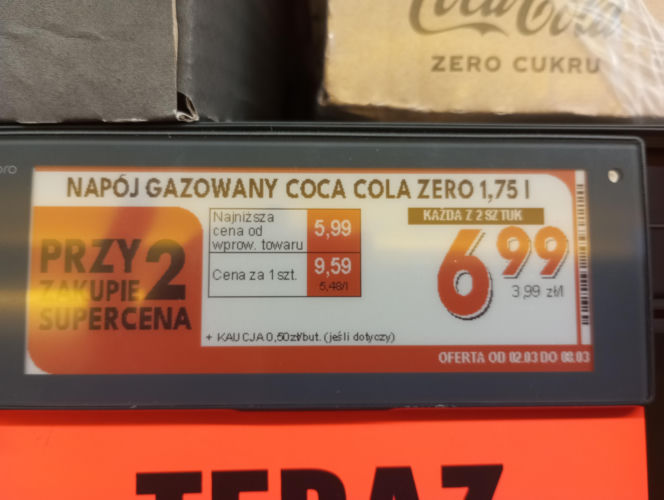 Coca-Cola
ZERO CUKRU
pro
NAPÓJ GAZOWANY COCA COLA ZERO 1,75 l
PRZY
ZAKUPIE 2
SUPERCENA
Najniższa
cena od
wprow. towaru
5,99
Cena za 1 szt.
9,59
5,48/l
KAŻDA Z 2 SZTUK
6 99
3,99 zł/l
+ KAUCJA 0,50zł/but. (jeśli dotyczy)
OFERTA OD 02.03 DO 08.03
TERAZ